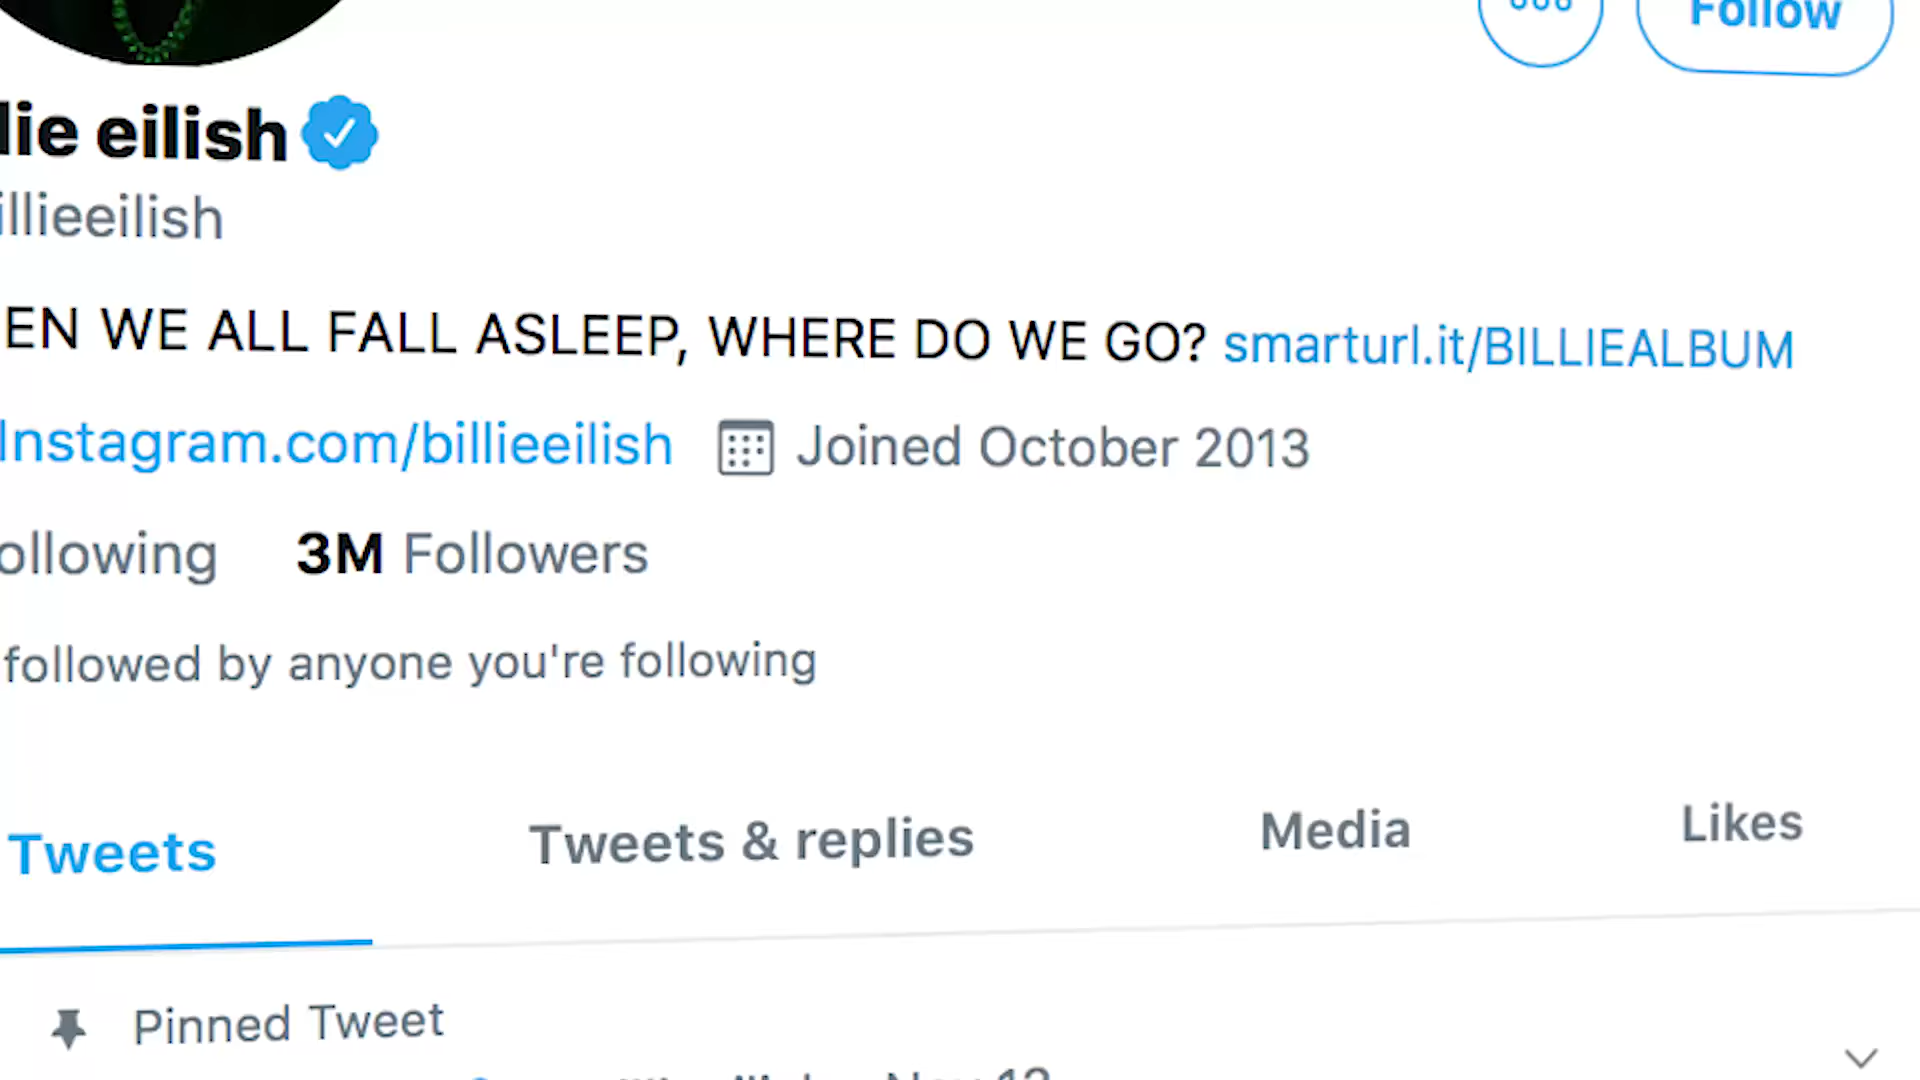 Follow
lie eilish
illieeilish
EN WE ALL FALL ASLEEP, WHERE DO WE GO? smarturl.it/BILLIEALBUM
Instagram.com/billieeilish Joined October 2013
ollowing 3M Followers
followed by anyone you're following
Tweets Tweets & replies Media Likes
Pinned Tweet